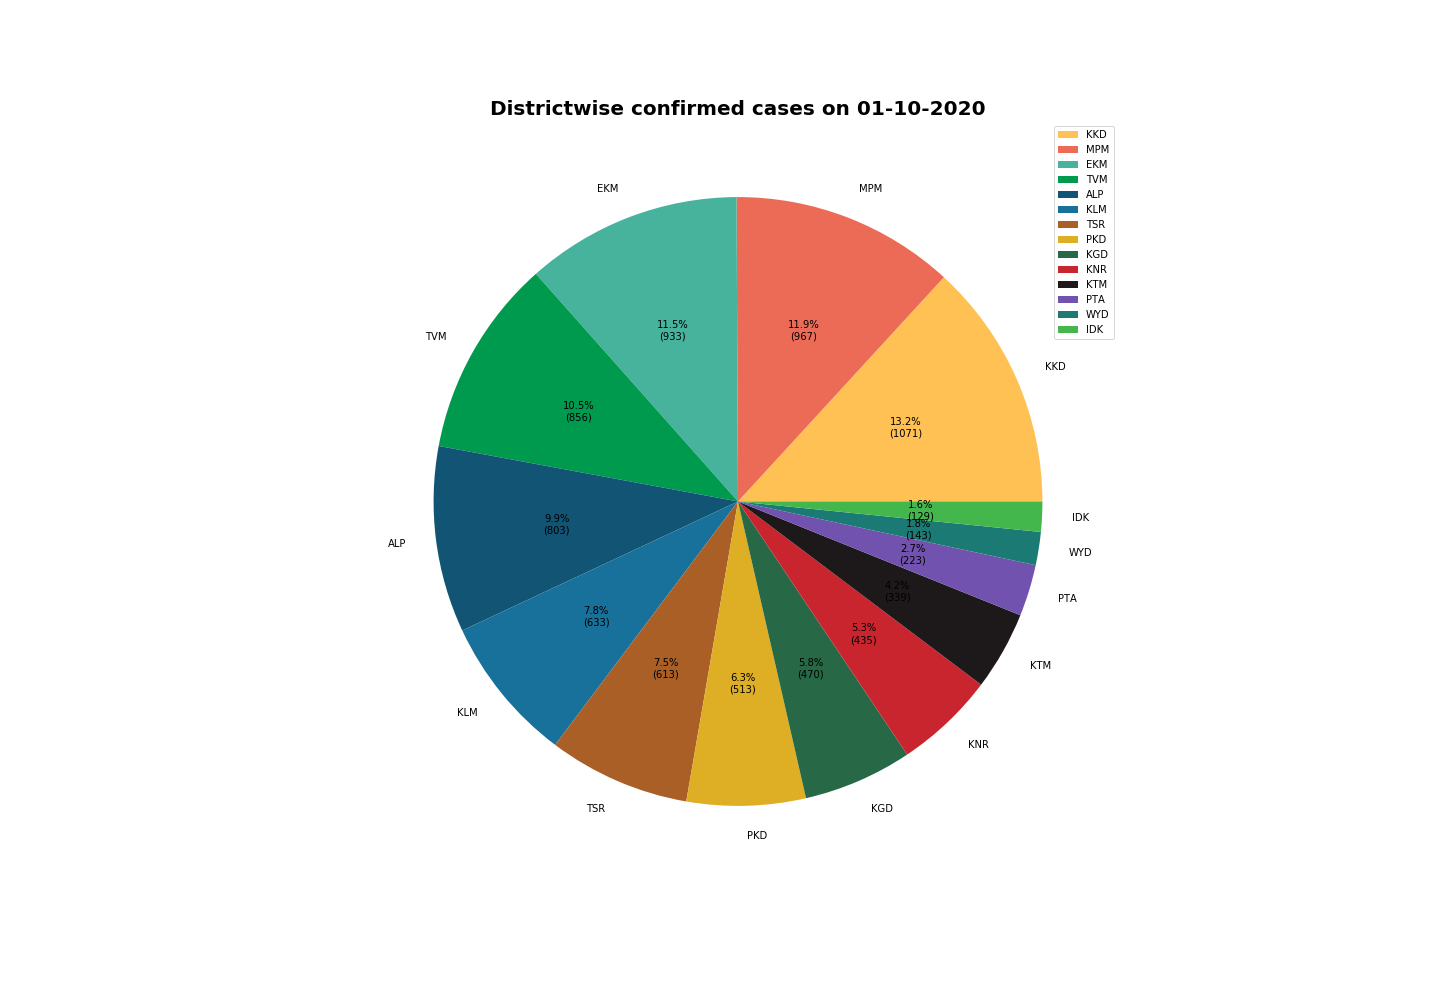 Districtwise confirmed cases on 01-10-2020
KKD
MPM
EKM
TVM
ALP
KLM
TSR
PKD
KGD
KNR
KTM
PTA
WYD
IDK
EKM
MPM
TVM
KKD
11.5%
(933)
11.9%
(967)
10.5%
(856)
13.2%
(1071)
1.6%
(129)
IDK
9.9%
(803)
1.8%
(143)
ALP
WYD
2.7%
(223)
PTA
4.2%
(339)
7.8%
(633)
5.3%
(435)
7.5%
(613)
5.8%
(470)
6.3%
(513)
KTM
KLM
KNR
TSR
KGD
PKD